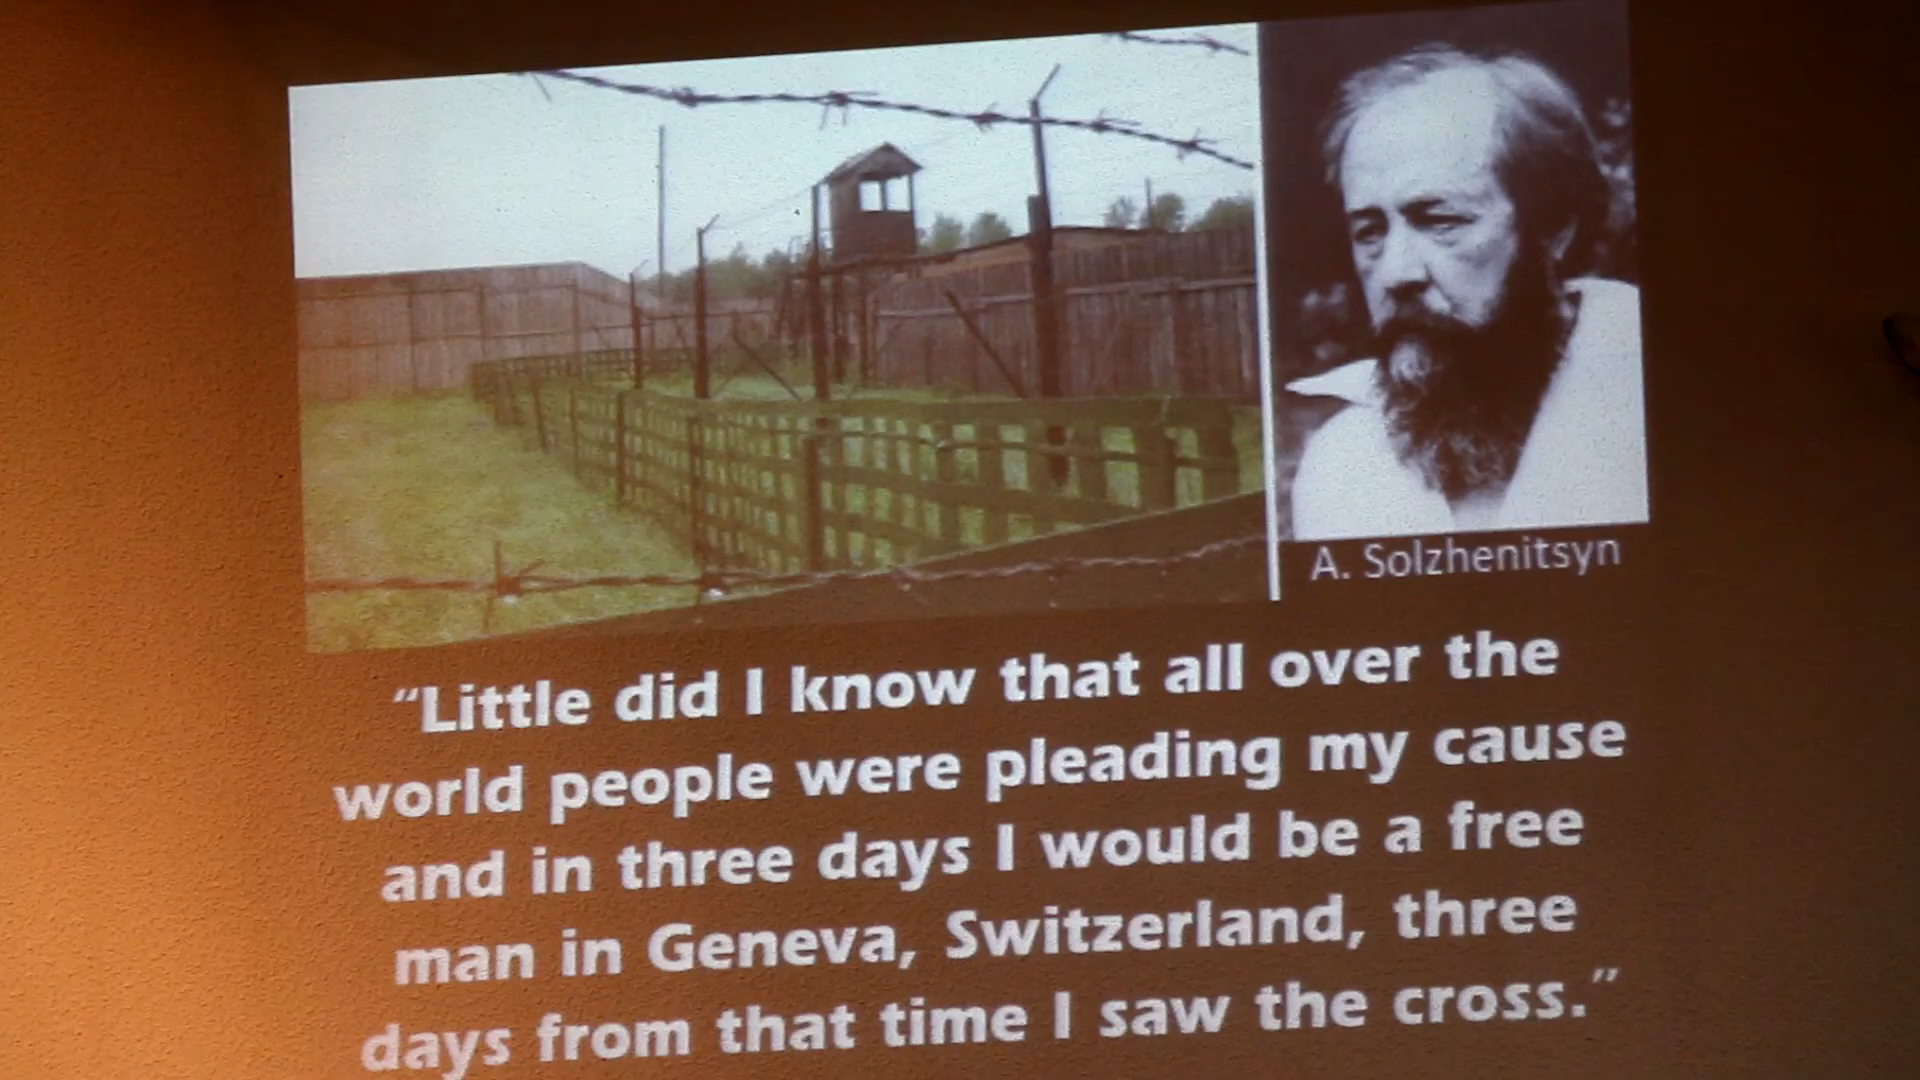 A. Solzhenitsyn
“Little did I know that all over the
world people were pleading my cause
and in three days I would be a free
man in Geneva, Switzerland, three
days from that time I saw the cross.”